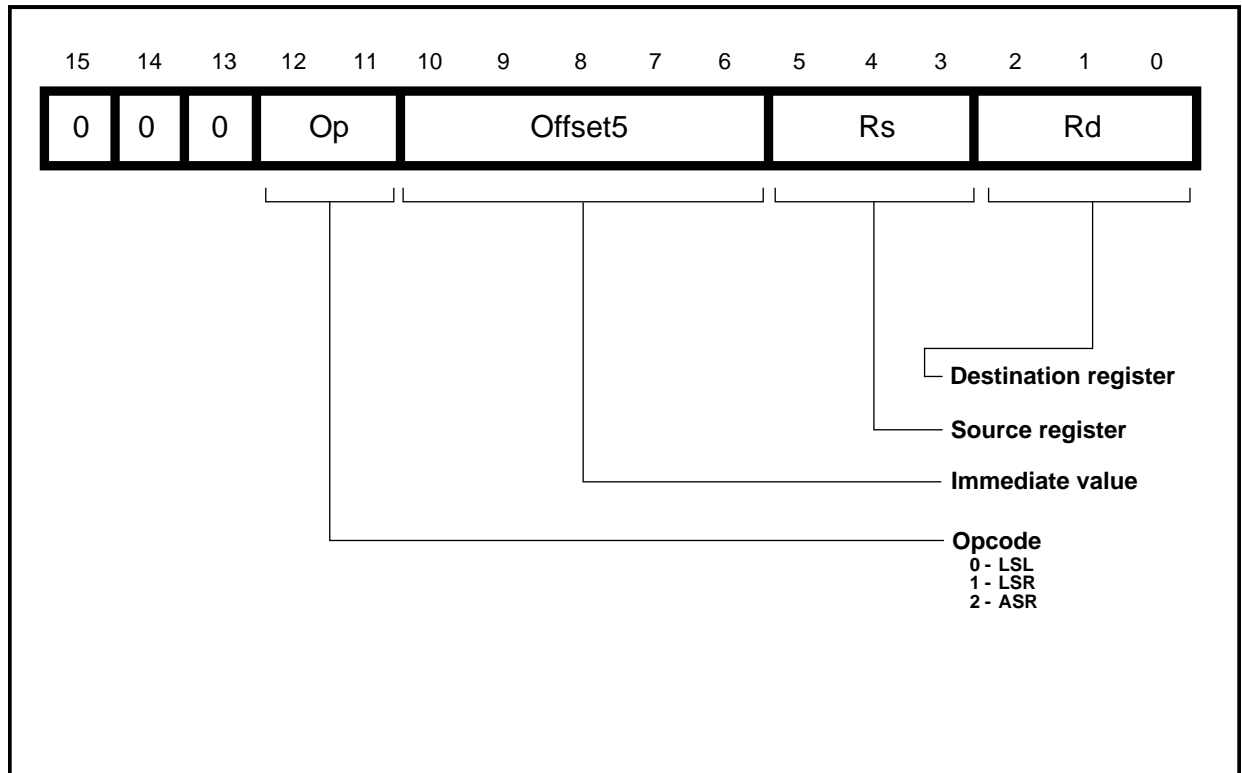 15 14 13 12 11 10 9 8 7 6 5 4 3 2 1 0
0 0 0 Op Offset5 Rs Rd
Destination register
Source register
Immediate value
Opcode
0 - LSL
1 - LSR
2 - ASR